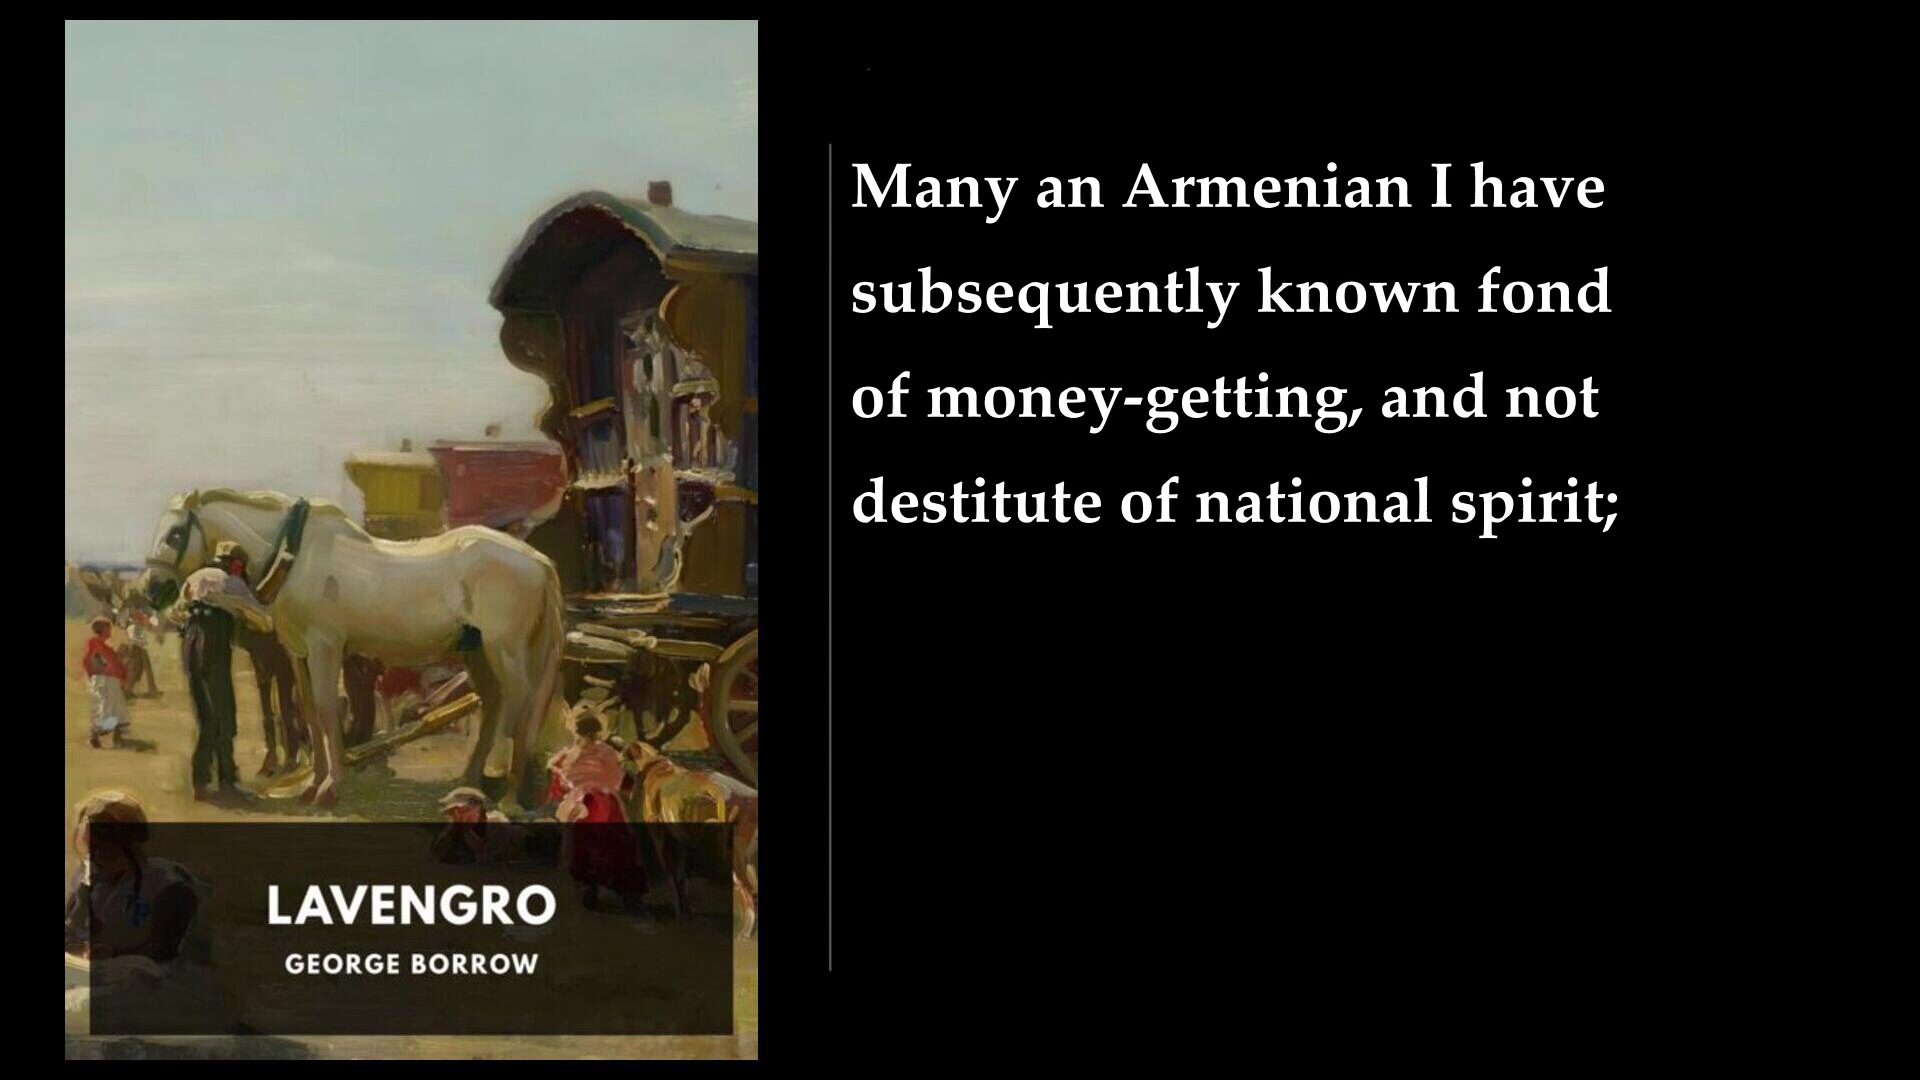 Many an Armenian I have
subsequently known fond
of money-getting, and not
destitute of national spirit;
LAVENGRO
GEORGE BORROW